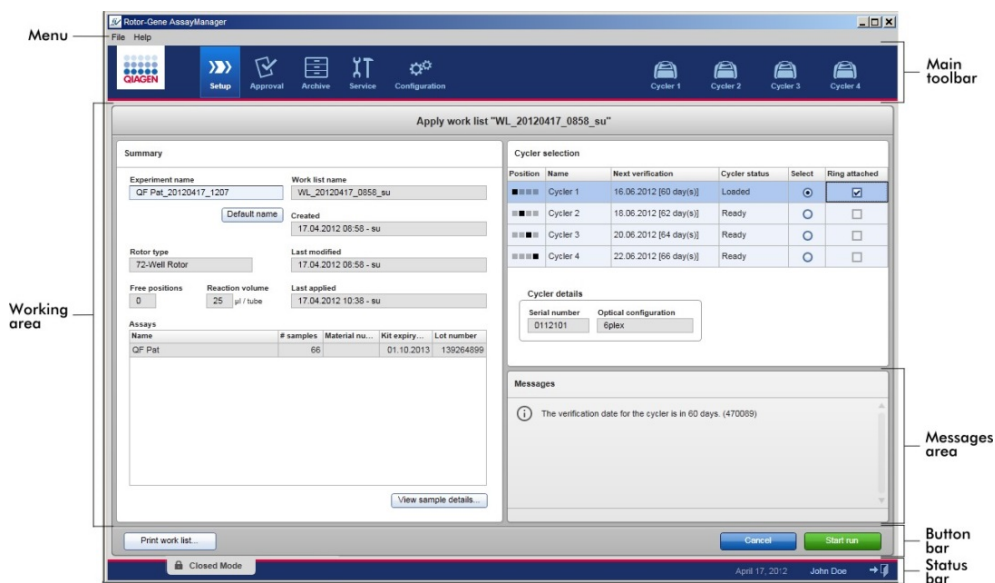 Rotor-Gene AssayManager
Menu
File Help
QIAGEN
Setup
Approval
Archive
Service
Configuration
Cycler 1
Cycler 2
Cycler 3
Cycler 4
Main
toolbar
Apply work list "WL_20120417_0858_su"
Working
area
Summary
Experiment name
QF Pat_20120417_1207
Default name
Work list name
WL_20120417_0858_su
Created
17.04.2012 08:58 - su
Rotor type
72-Well Rotor
Last modified
17.04.2012 08:58 - su
Free positions
0
Reaction volume
25 µl / tube
Last applied
17.04.2012 10:38 - su
Assays
Name # samples Material nu... Kit expiry... Lot number
QF Pat 66 01.10.2013 139264899
View sample details...
Cycler selection
Position Name Next verification Cycler status Select Ring attached
Cycler 1 16.06.2012 [60 day(s)] Loaded
Cycler 2 18.06.2012 [62 day(s)] Ready
Cycler 3 20.06.2012 [64 day(s)] Ready
Cycler 4 22.06.2012 [66 day(s)] Ready
Cycler details
Serial number Optical configuration
0112101 6plex
Messages
The verification date for the cycler is in 60 days. (470089)
Messages
area
Print work list...
Cancel
Start run
Button
bar
Closed Mode
April 17, 2012
John Doe
Status
bar